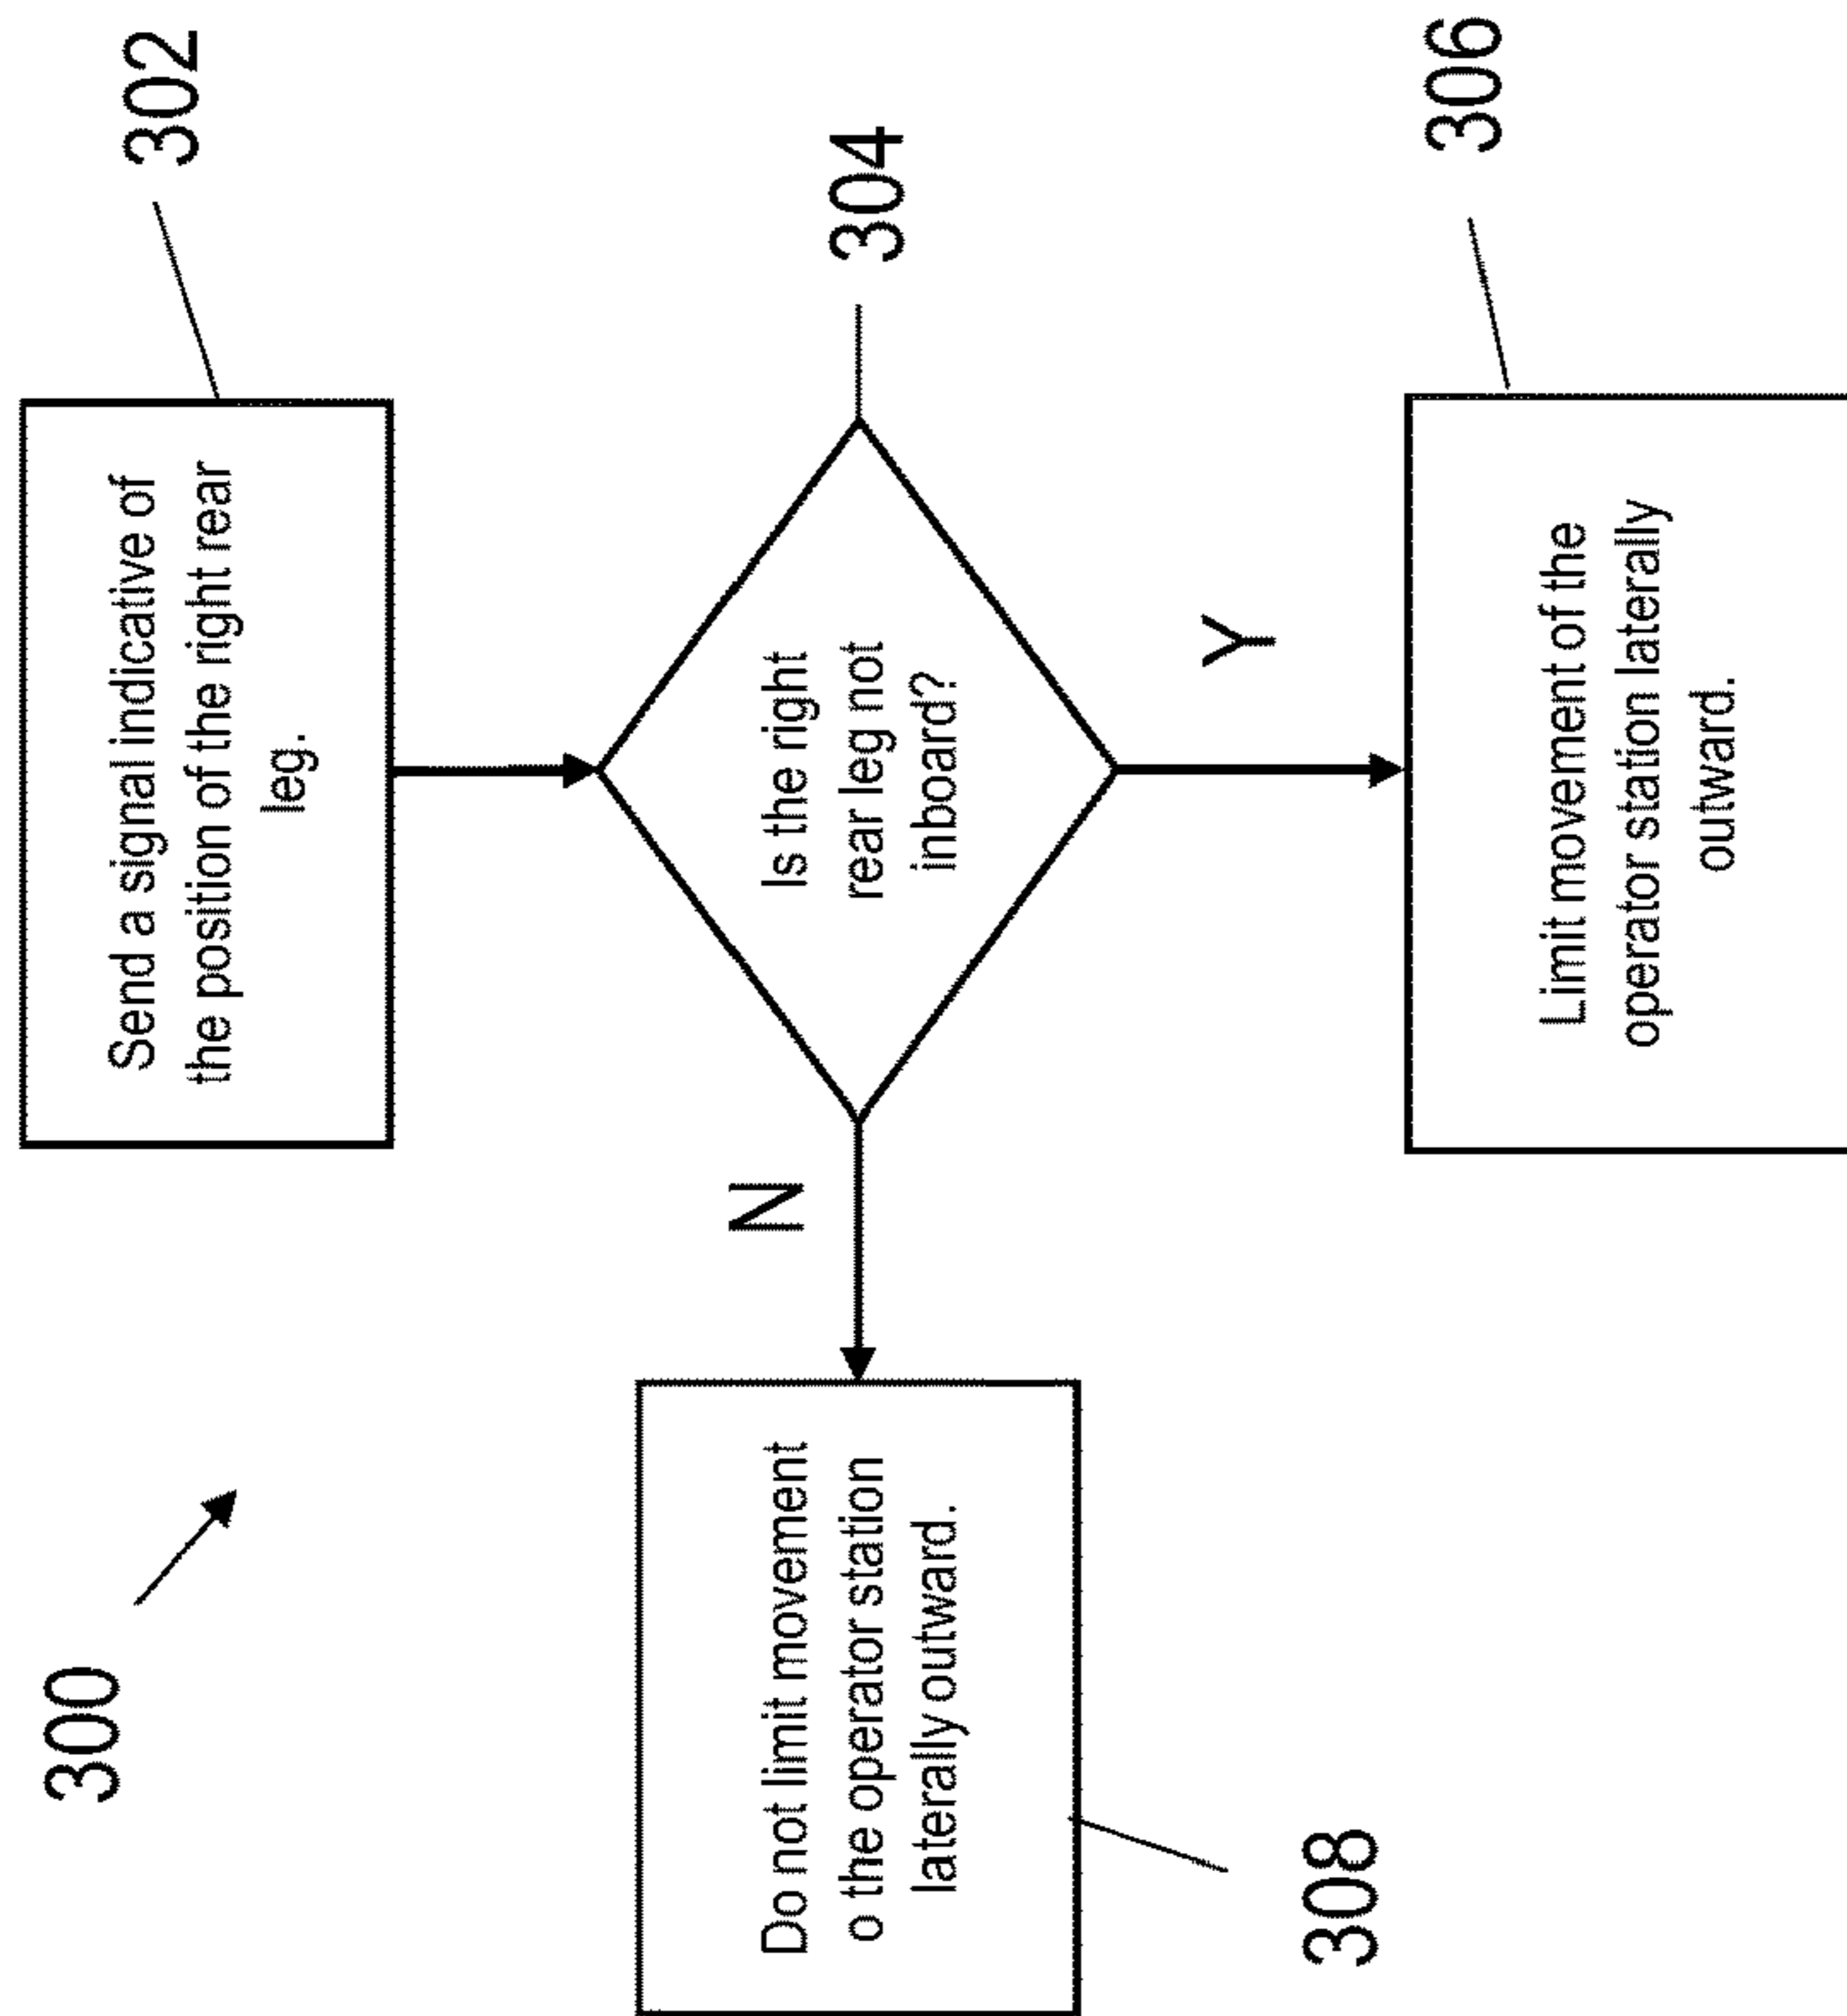 300
302
Send a signal indicative of
the position of the right rear
leg.
304
Is the right
rear leg not
inboard?
N
Y
Do not limit movement
o the operator station
laterally outward.
308
306
Limit movement of the
operator station laterally
outward.